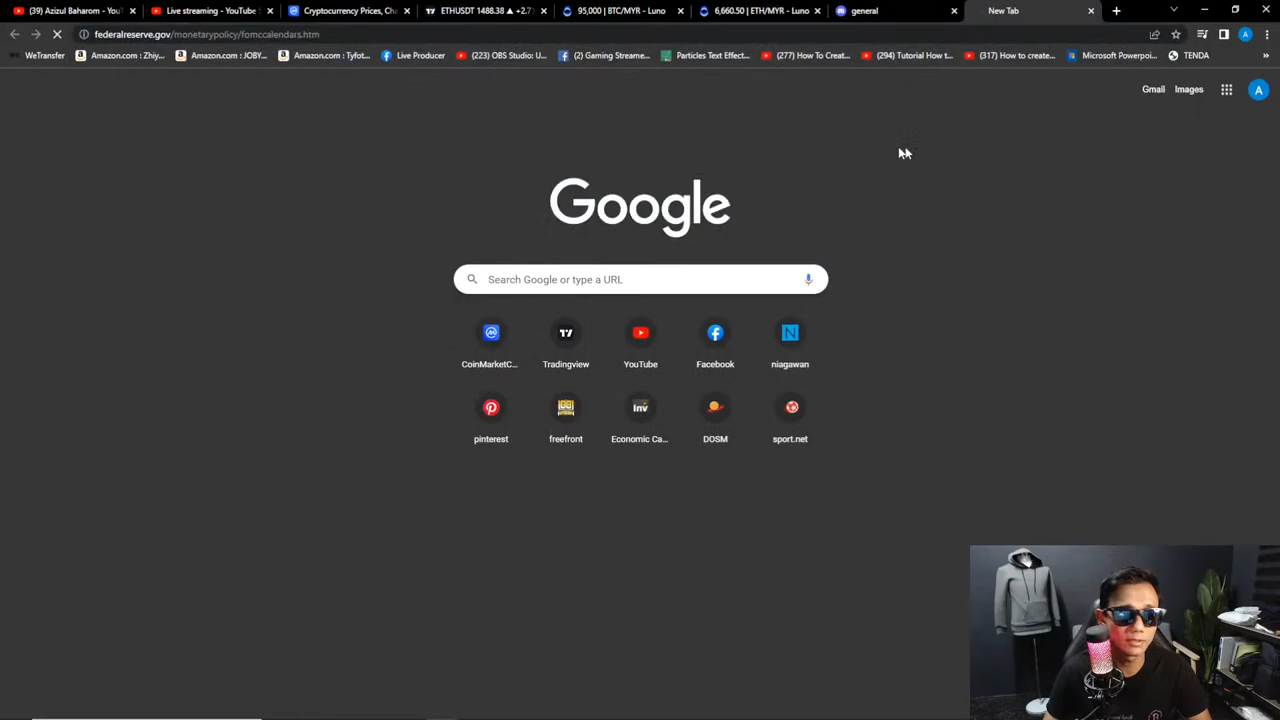 (39) Azizul Baharom - You
Live streaming - YouTube S
Cryptocurrency Prices, Cha
ETHUSDT 1488.38 ▲ +2.7
95,000 | BTC/MYR - Luno
6,660.50 | ETH/MYR - Luno
general
New Tab
federalreserve.gov/monetarypolicy/fomccalendars.htm
WeTransfer
Amazon.com : Zhiy...
Amazon.com : JOBY...
Amazon.com : Tyfot...
Live Producer
(223) OBS Studio: U...
(2) Gaming Streame...
Particles Text Effect...
(277) How To Creat...
(294) Tutorial How t...
(317) How to create...
Microsoft Powerpoi...
TENDA
Gmail
Images
A
A
Google
Search Google or type a URL
CoinMarketC...
Tradingview
YouTube
Facebook
N
niagawan
pinterest
freefront
Inv
Economic Ca...
DOSM
sport.net